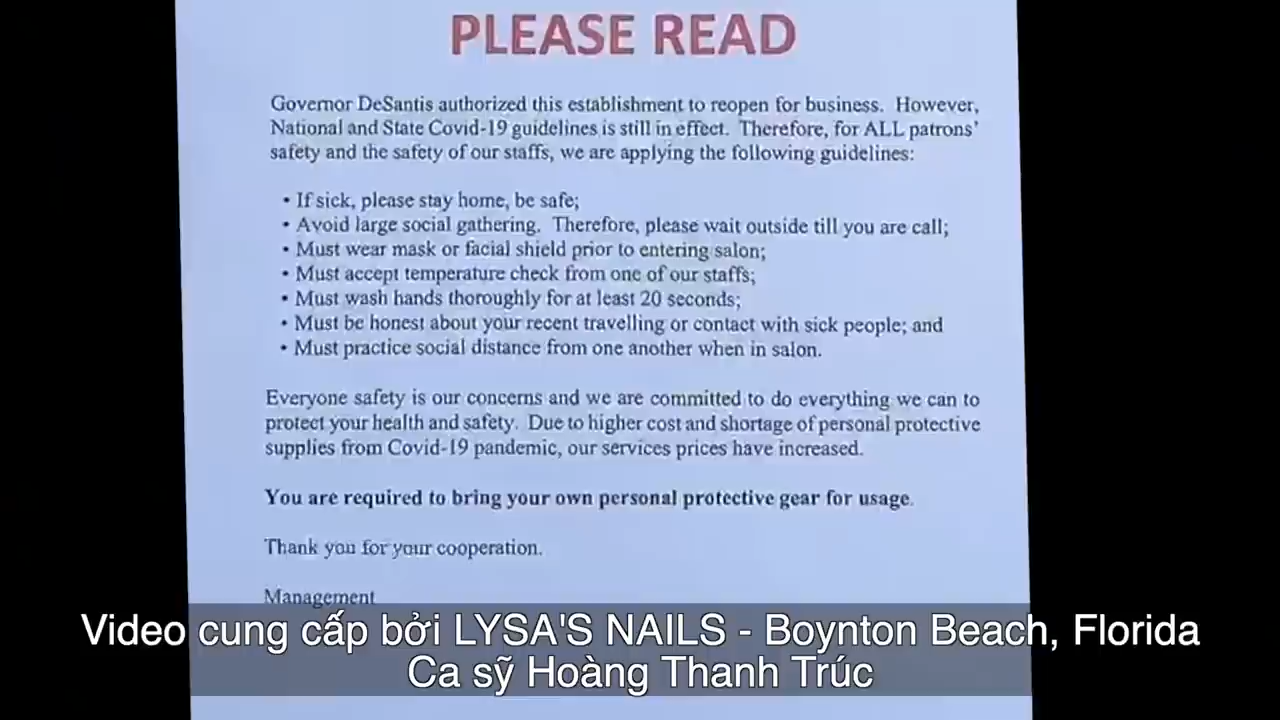 PLEASE READ
Governor DeSantis authorized this establishment to reopen for business. However,
National and State Covid-19 guidelines is still in effect. Therefore, for ALL patrons'
safety and the safety of our staffs, we are applying the following guidelines:
• If sick, please stay home, be safe;
• Avoid large social gathering. Therefore, please wait outside till you are call;
• Must wear mask or facial shield prior to entering salon;
• Must accept temperature check from one of our staffs;
• Must wash hands thoroughly for at least 20 seconds;
• Must be honest about your recent travelling or contact with sick people; and
• Must practice social distance from one another when in salon.
Everyone safety is our concerns and we are committed to do everything we can to
protect your health and safety. Due to higher cost and shortage of personal protective
supplies from Covid-19 pandemic, our services prices have increased.
You are required to bring your own personal protective gear for usage.
Thank you for your cooperation.
Management
Video cung cấp bởi LYSA'S NAILS - Boynton Beach, Florida
Ca sỹ Hoàng Thanh Trúc